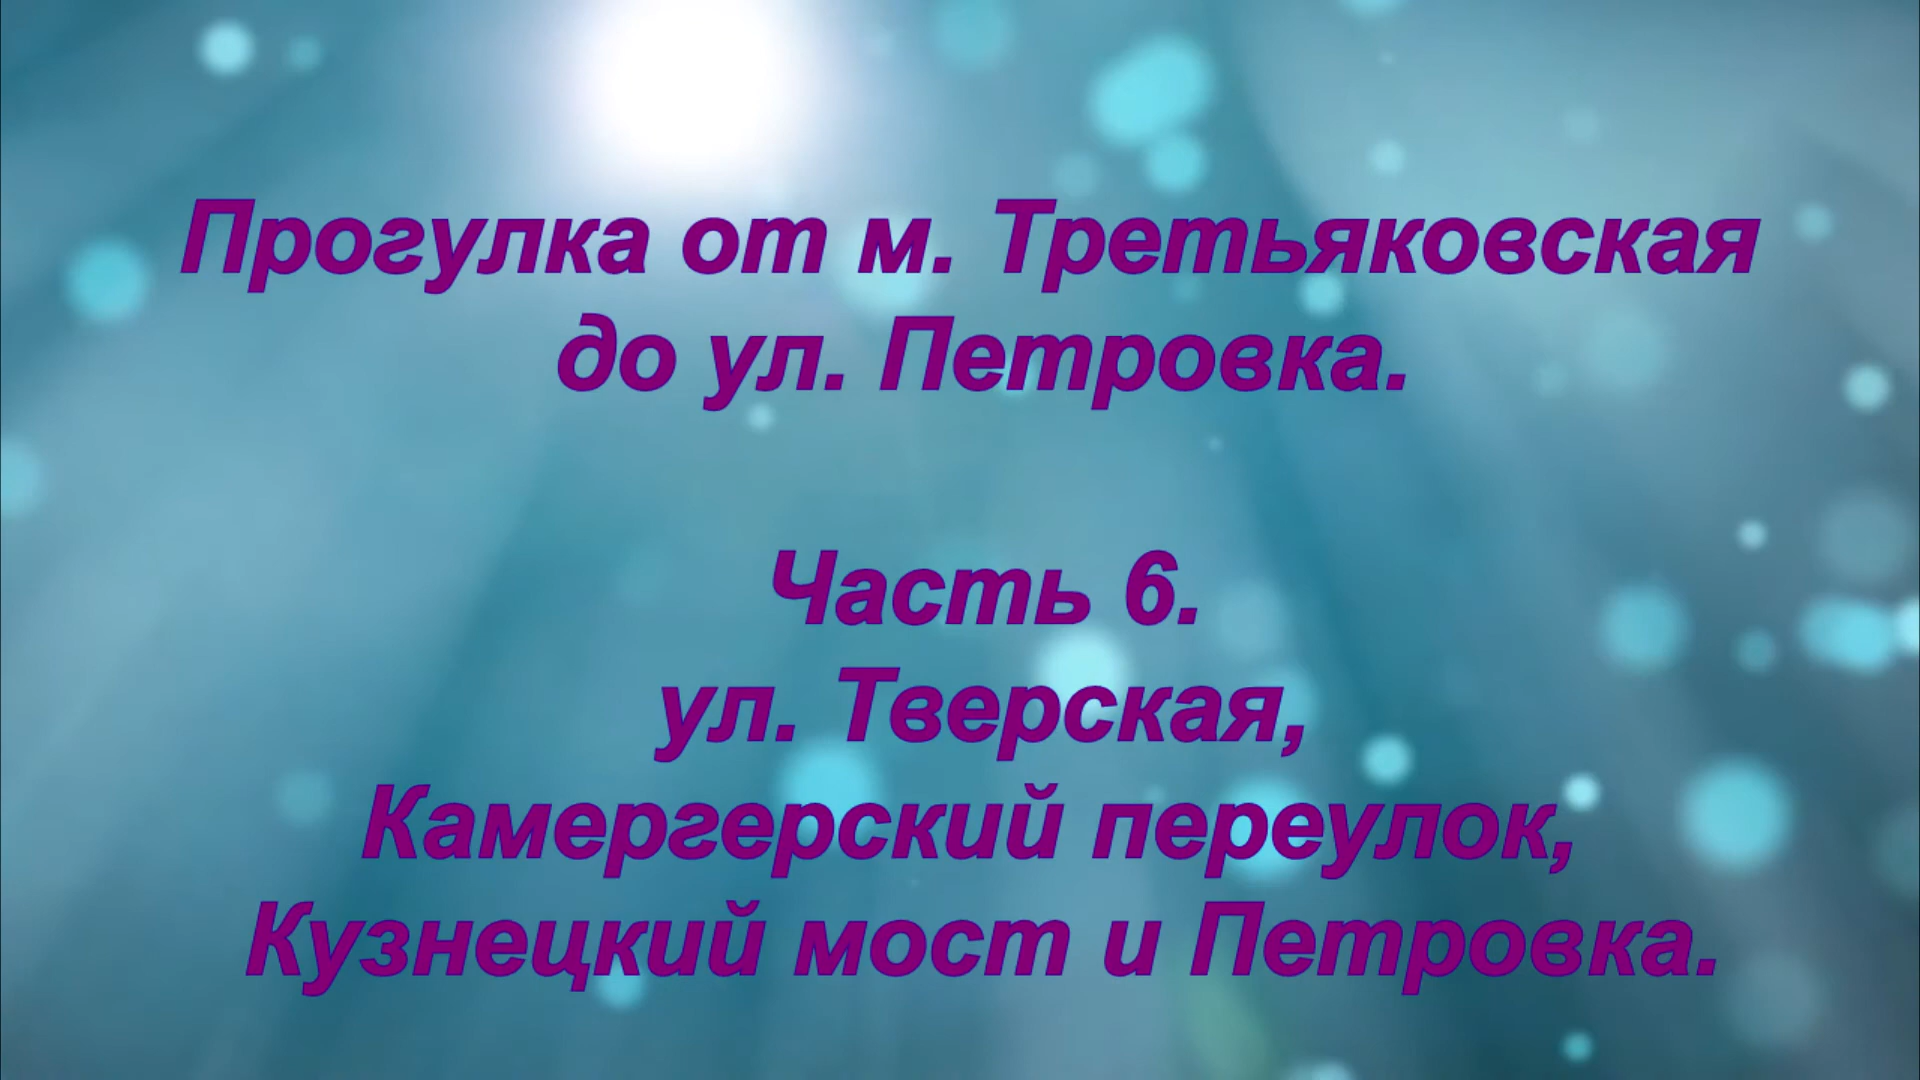 Прогулка от м. Третьяковская
до ул. Петровка.
Часть 6.
ул. Тверская,
Камергерский переулок,
Кузнецкий мост и Петровка.